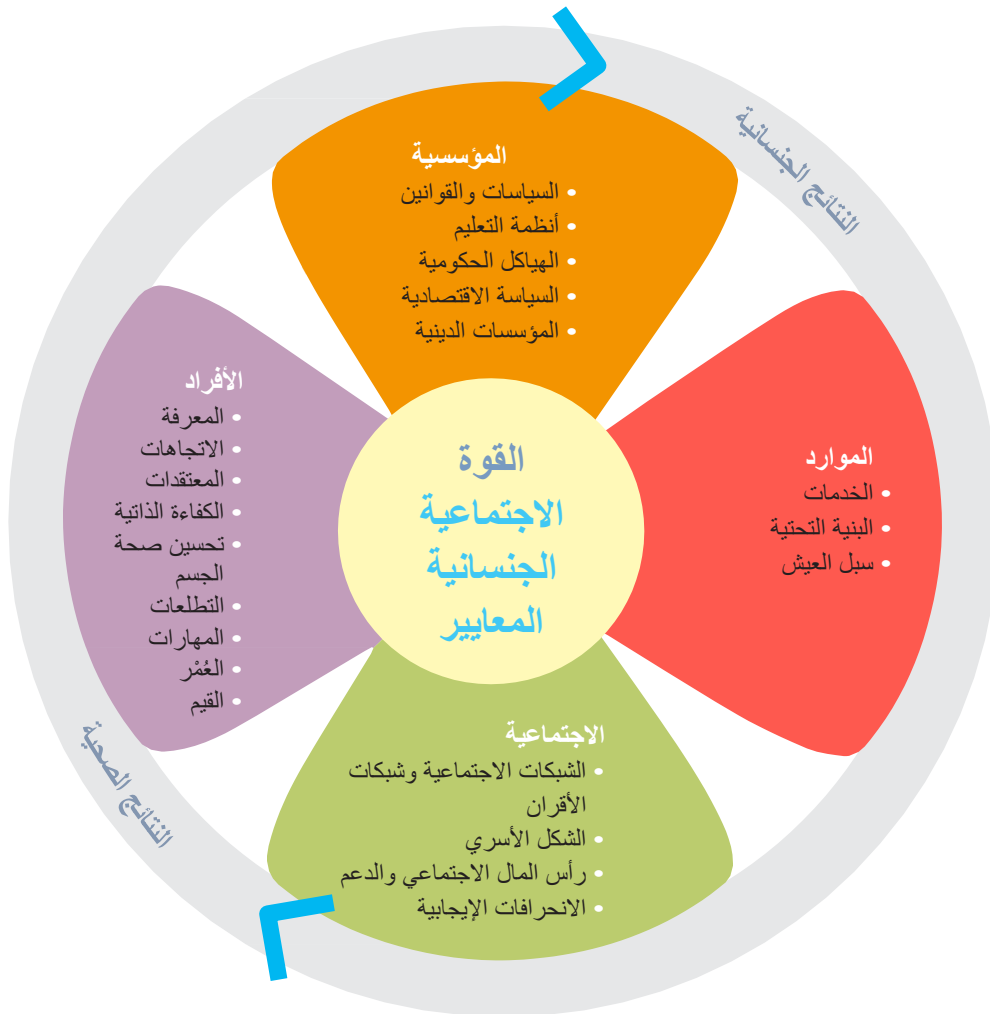 النتائج الجنسانية
المؤسسية
• السياسات والقوانين
• أنظمة التعليم
• الهياكل الحكومية
• السياسة الاقتصادية
• المؤسسات الدينية
الموارد
• الخدمات
• البنية التحتية
• سبل العيش
القوة
الاجتماعية
الجنسانية
المعايير
الأفراد
• المعرفة
• الاتجاهات
• المعتقدات
• الكفاءة الذاتية
• تحسين صحة
الجسم
• التطلعات
• المهارات
• العُمْر
• القيم
الاجتماعية
• الشبكات الاجتماعية وشبكات
الأقران
• الشكل الأسري
• رأس المال الاجتماعي والدعم
• الانحرافات الإيجابية
النتائج الصحية